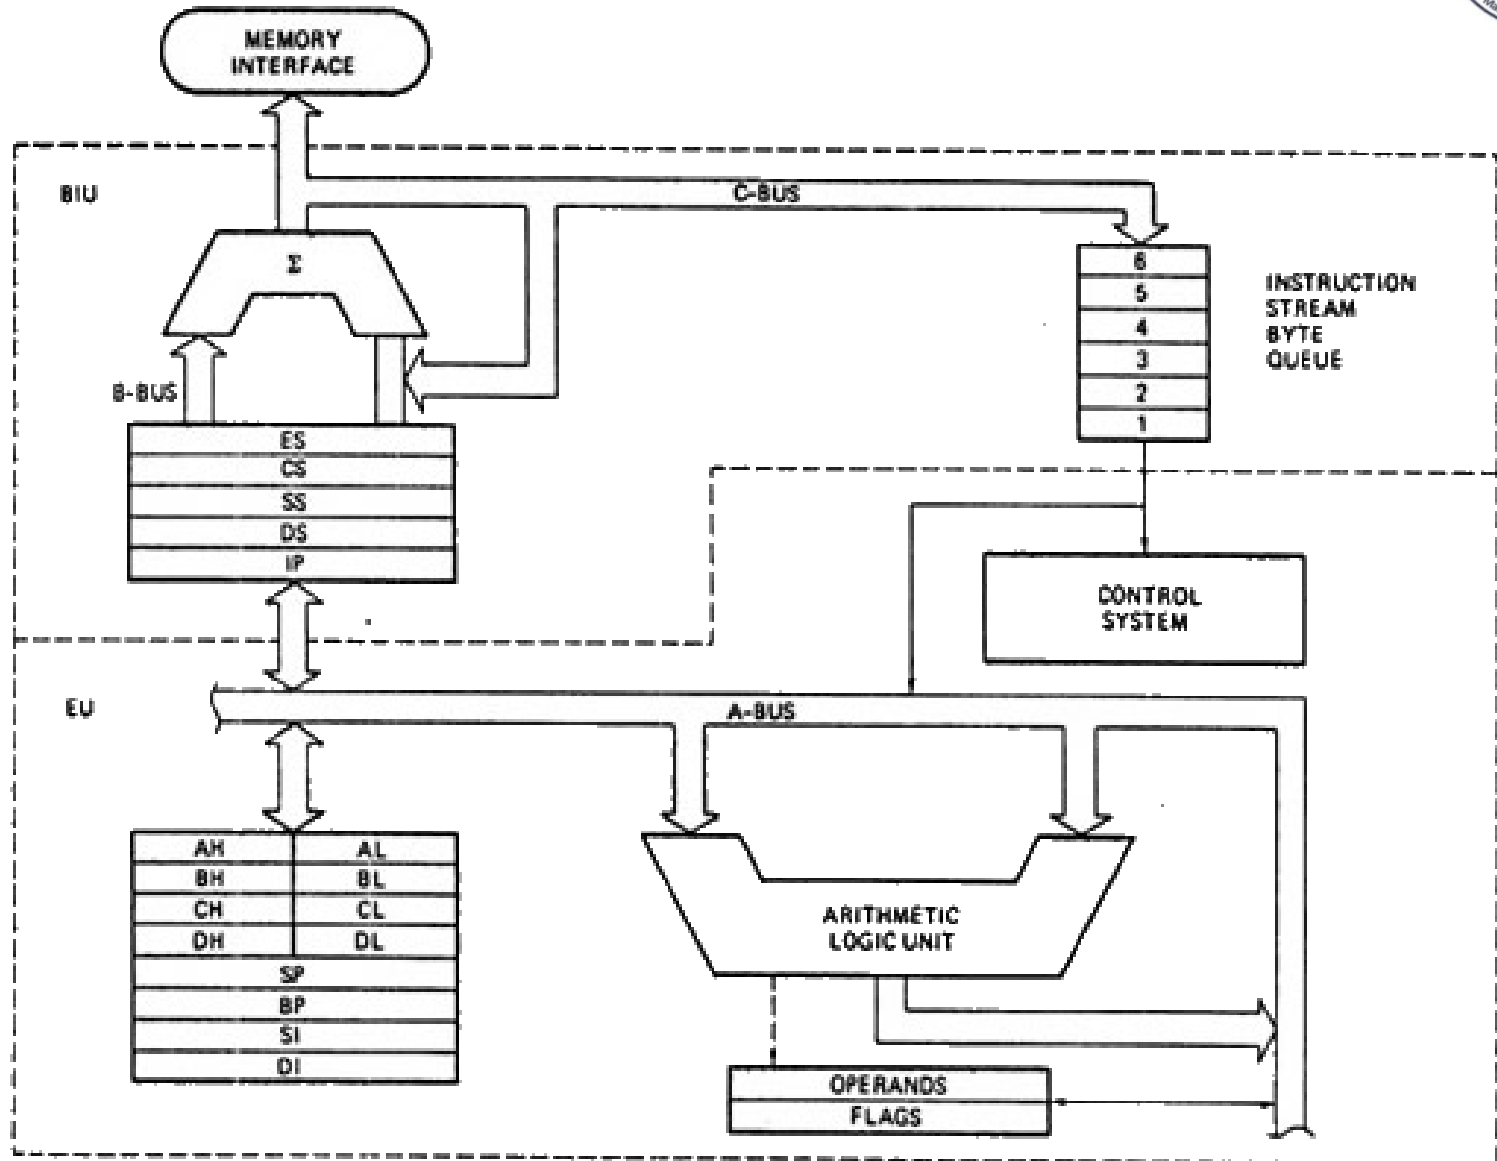 MEMORY
INTERFACE
BIU
C-BUS
Σ
6
5
4
3
2
1
INSTRUCTION
STREAM
BYTE
QUEUE
B-BUS
ES
CS
SS
DS
IP
CONTROL
SYSTEM
EU
A-BUS
AH AL
BH BL
CH CL
DH DL
SP
BP
SI
DI
ARITHMETIC
LOGIC UNIT
OPERANDS
FLAGS